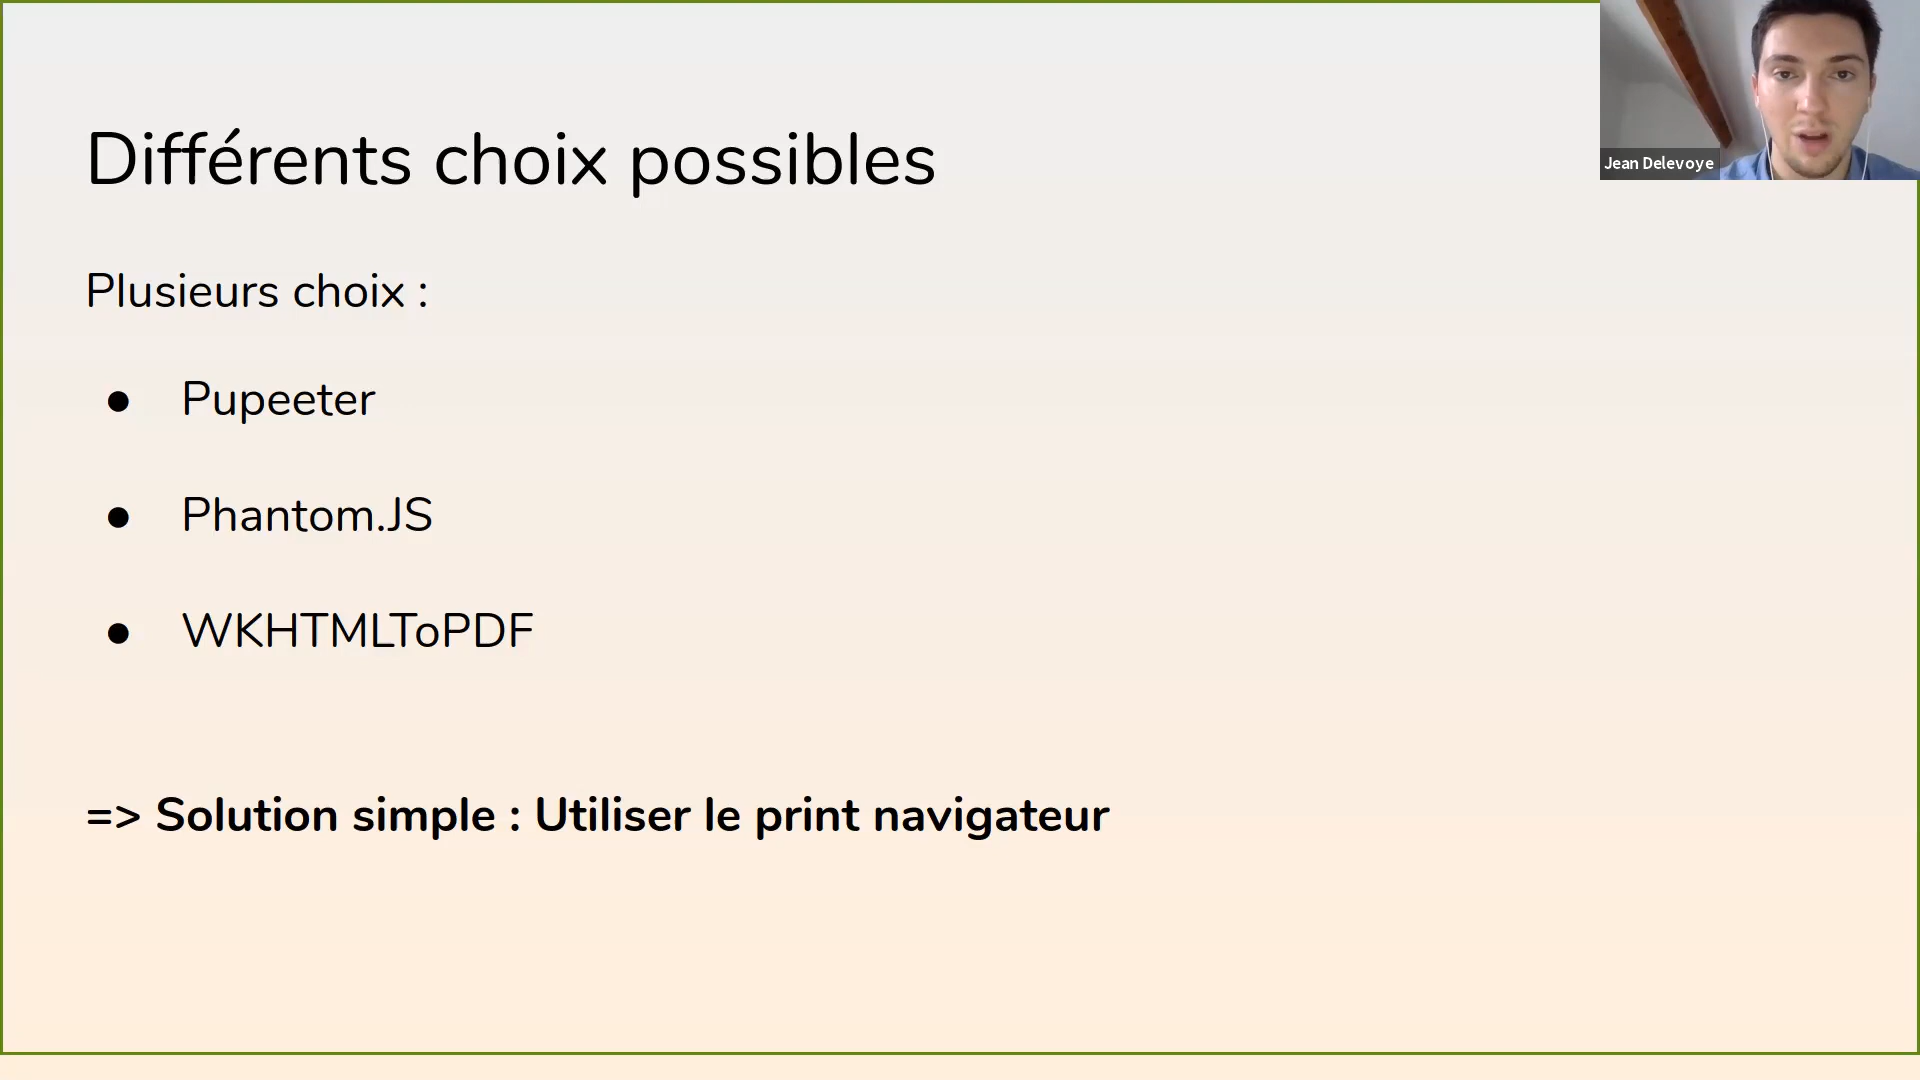 Différents choix possibles
Jean Delevoye
Plusieurs choix :
● Pupeeter
● Phantom.JS
● WKHTMLToPDF
=> Solution simple : Utiliser le print navigateur